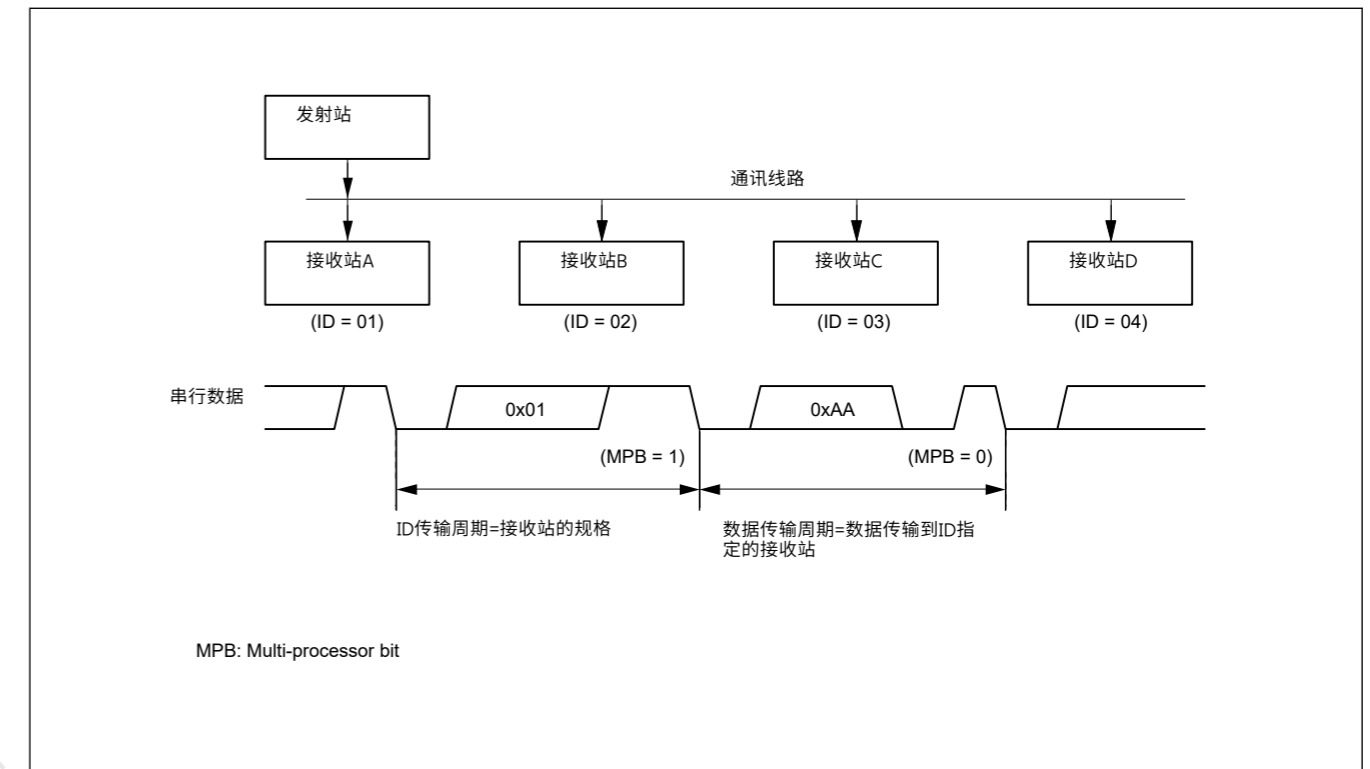 发射站
通讯线路
接收站A
接收站B
接收站C
接收站D
(ID = 01)
(ID = 02)
(ID = 03)
(ID = 04)
串行数据
0x01
0xAA
(MPB = 1)
(MPB = 0)
ID传输周期=接收站的规格
数据传输周期=数据传输到ID指
定的接收站
MPB: Multi-processor bit